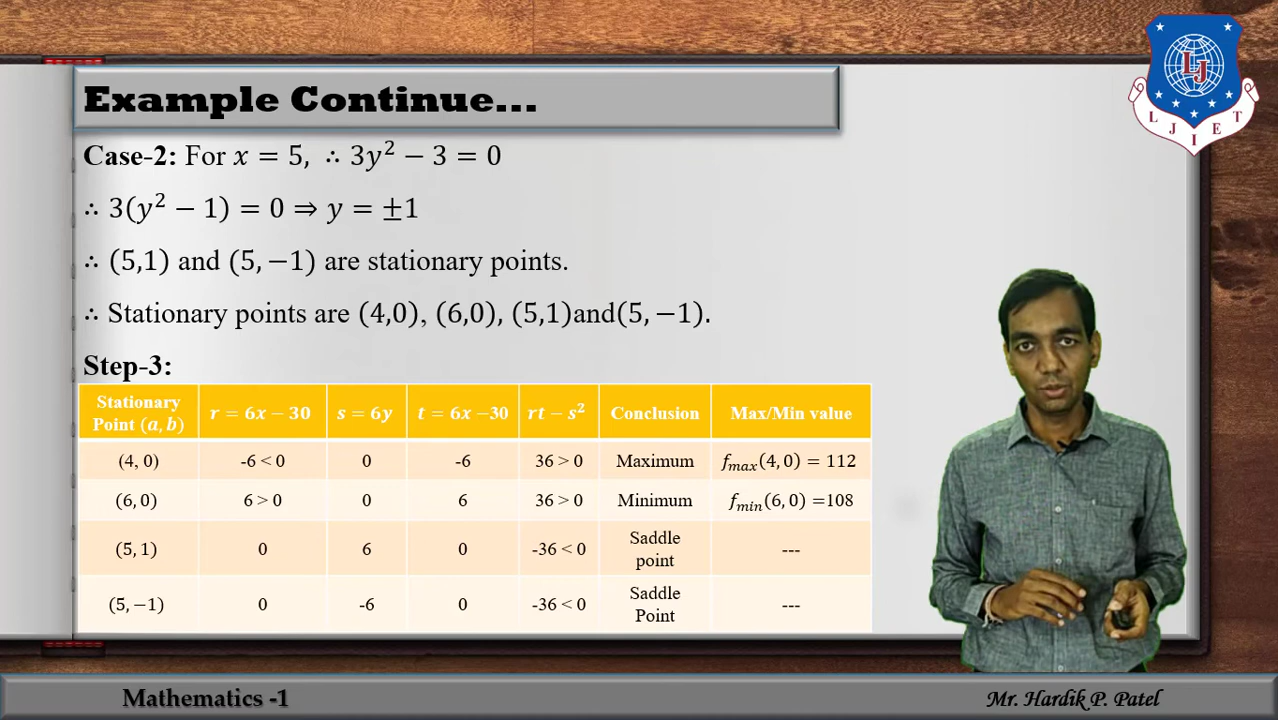 Example Continue...
LJ
L J I E T
Case-2: For x = 5, ∴ 3y² − 3 = 0
∴ 3(y² − 1) = 0 ⇒ y = ±1
∴ (5,1) and (5, −1) are stationary points.
∴ Stationary points are (4,0), (6,0), (5,1)and(5, −1).
Step-3:
Stationary Point (a, b) r = 6x − 30 s = 6y t = 6x −30 rt − s² Conclusion Max/Min value
(4, 0) -6 < 0 0 -6 36 > 0 Maximum f_max(4, 0) = 112
(6, 0) 6 > 0 0 6 36 > 0 Minimum f_min(6, 0) =108
(5, 1) 0 6 0 -36 < 0 Saddle point ---
(5, −1) 0 -6 0 -36 < 0 Saddle Point ---
Mathematics -1
Mr. Hardik P. Patel